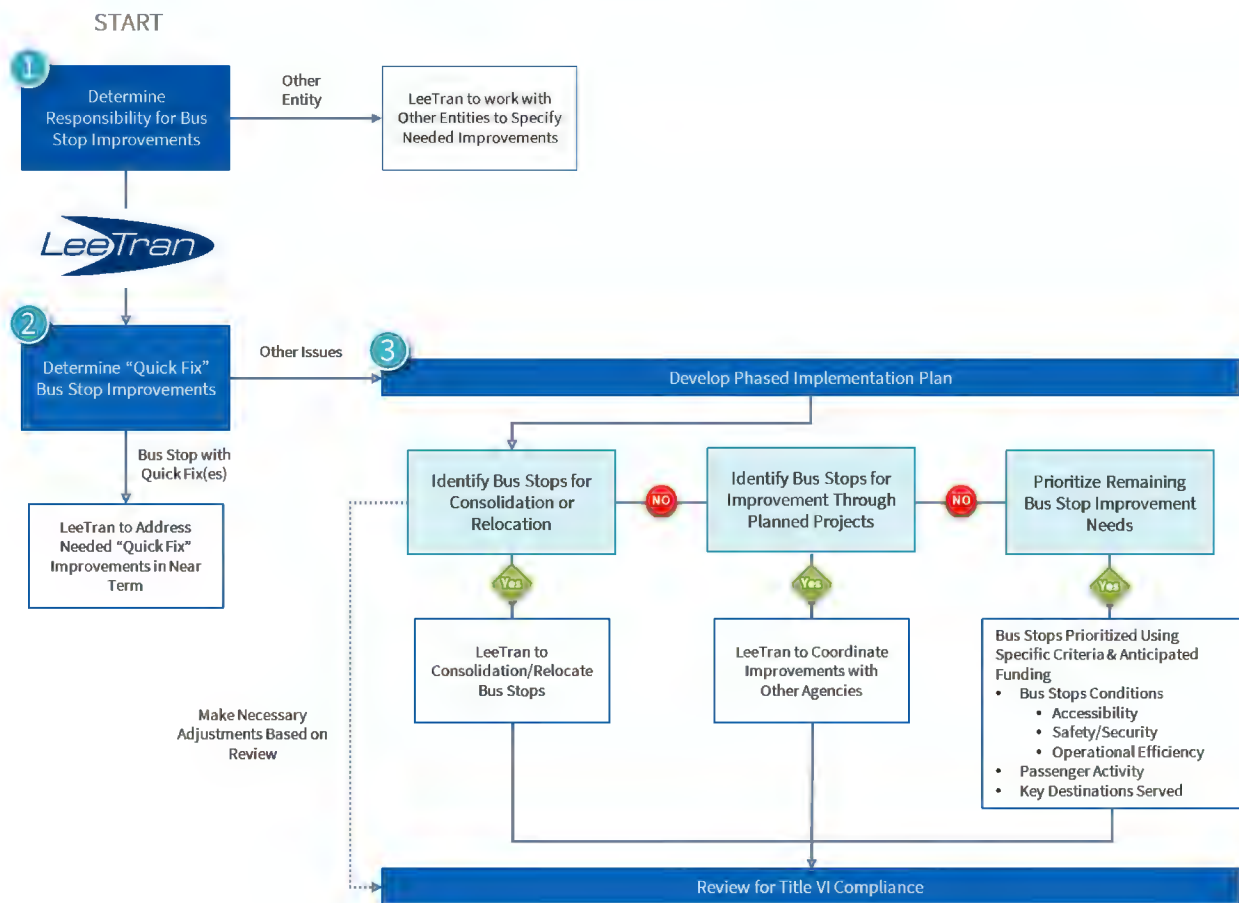 START
1
Determine
Responsibility for Bus
Stop Improvements
Other
Entity
LeeTran to work with
Other Entities to Specify
Needed Improvements
LeeTran
2
Determine “Quick Fix”
Bus Stop Improvements
Other Issues
3
Develop Phased Implementation Plan
Bus Stop with
Quick Fix(es)
LeeTran to Address
Needed “Quick Fix”
Improvements in Near
Term
Identify Bus Stops for
Consolidation or
Relocation
NO
Identify Bus Stops for
Improvement Through
Planned Projects
NO
Prioritize Remaining
Bus Stop Improvement
Needs
Yes
Yes
Yes
LeeTran to
Consolidation/Relocate
Bus Stops
LeeTran to Coordinate
Improvements with
Other Agencies
Bus Stops Prioritized Using
Specific Criteria & Anticipated
Funding
• Bus Stops Conditions
• Accessibility
• Safety/Security
• Operational Efficiency
• Passenger Activity
• Key Destinations Served
Make Necessary
Adjustments Based on
Review
Review for Title VI Compliance